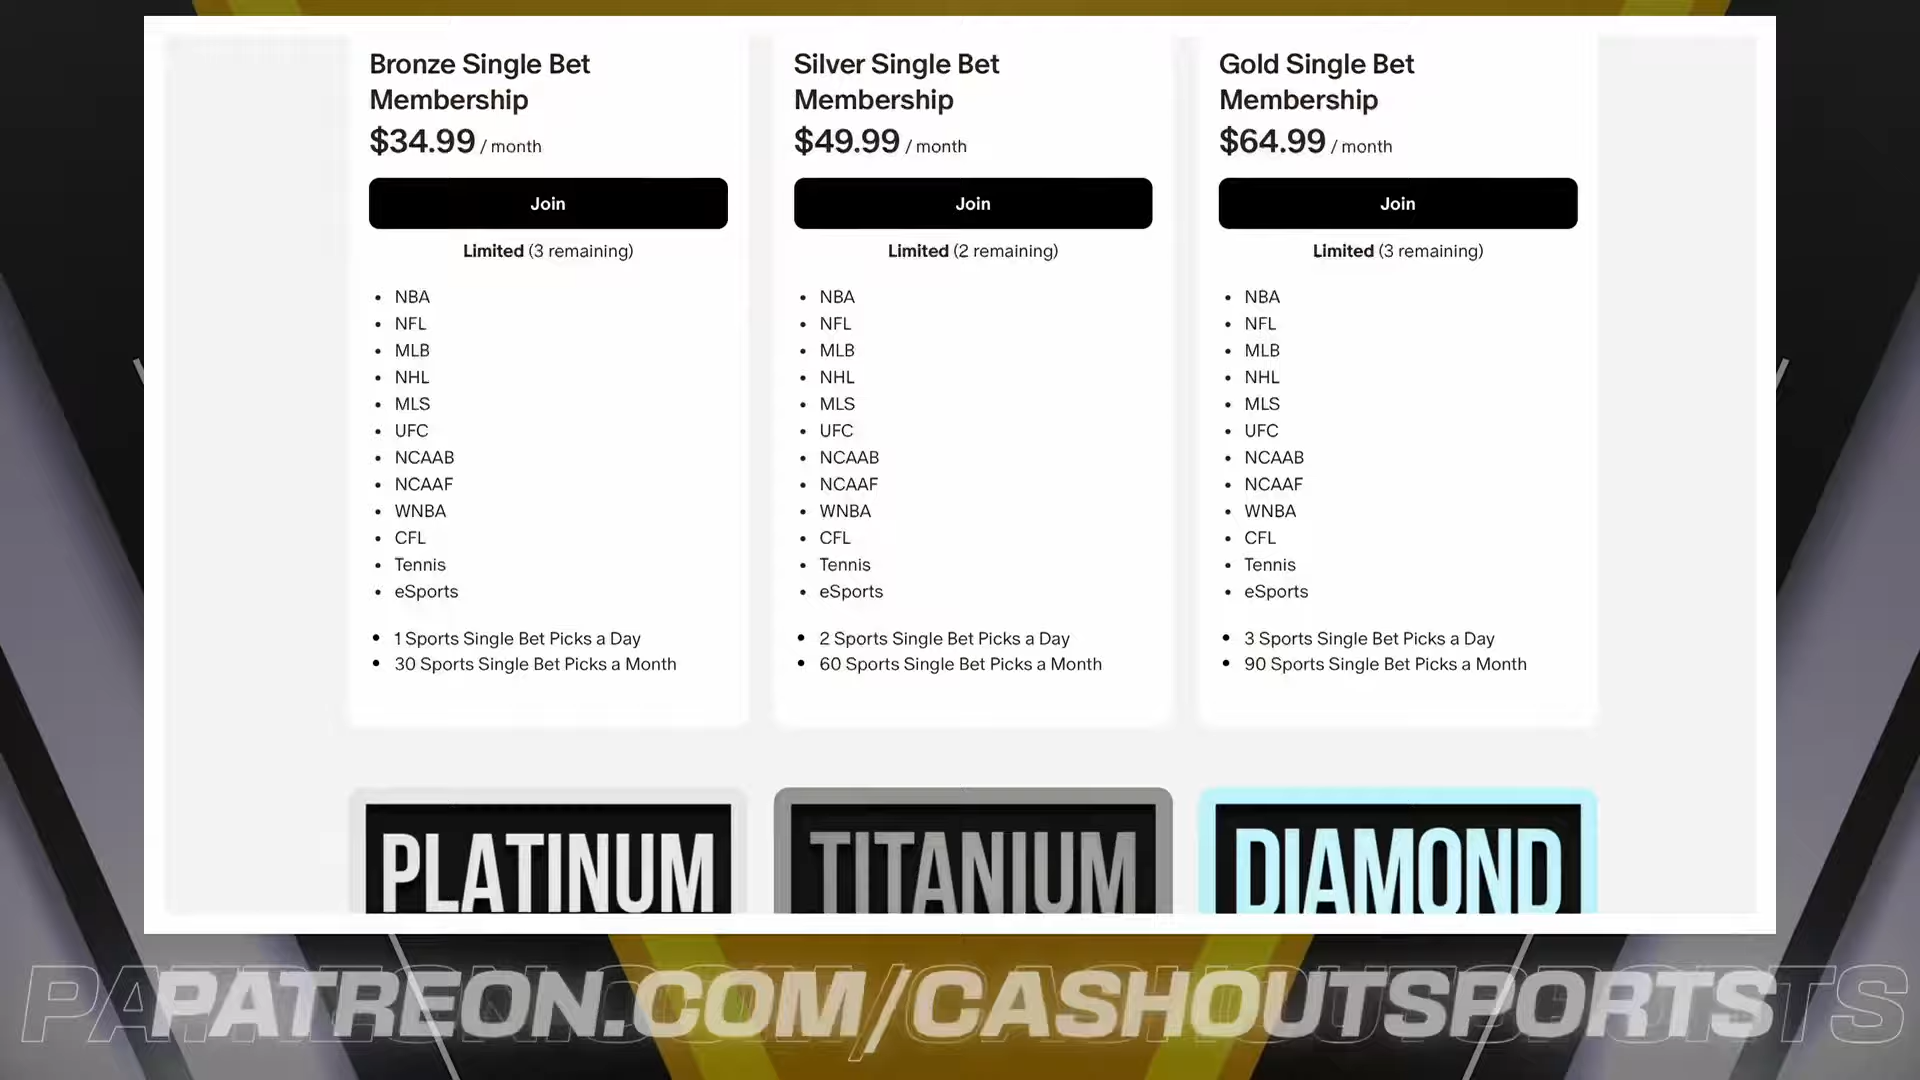 Bronze Single Bet
Membership
$34.99 / month
Join
Limited (3 remaining)
• NBA
• NFL
• MLB
• NHL
• MLS
• UFC
• NCAAB
• NCAAF
• WNBA
• CFL
• Tennis
• eSports
• 1 Sports Single Bet Picks a Day
• 30 Sports Single Bet Picks a Month
Silver Single Bet
Membership
$49.99 / month
Join
Limited (2 remaining)
• NBA
• NFL
• MLB
• NHL
• MLS
• UFC
• NCAAB
• NCAAF
• WNBA
• CFL
• Tennis
• eSports
• 2 Sports Single Bet Picks a Day
• 60 Sports Single Bet Picks a Month
Gold Single Bet
Membership
$64.99 / month
Join
Limited (3 remaining)
• NBA
• NFL
• MLB
• NHL
• MLS
• UFC
• NCAAB
• NCAAF
• WNBA
• CFL
• Tennis
• eSports
• 3 Sports Single Bet Picks a Day
• 90 Sports Single Bet Picks a Month
PLATINUM
TITANIUM
DIAMOND
PATREON.COM/CASHOUTSPORTS